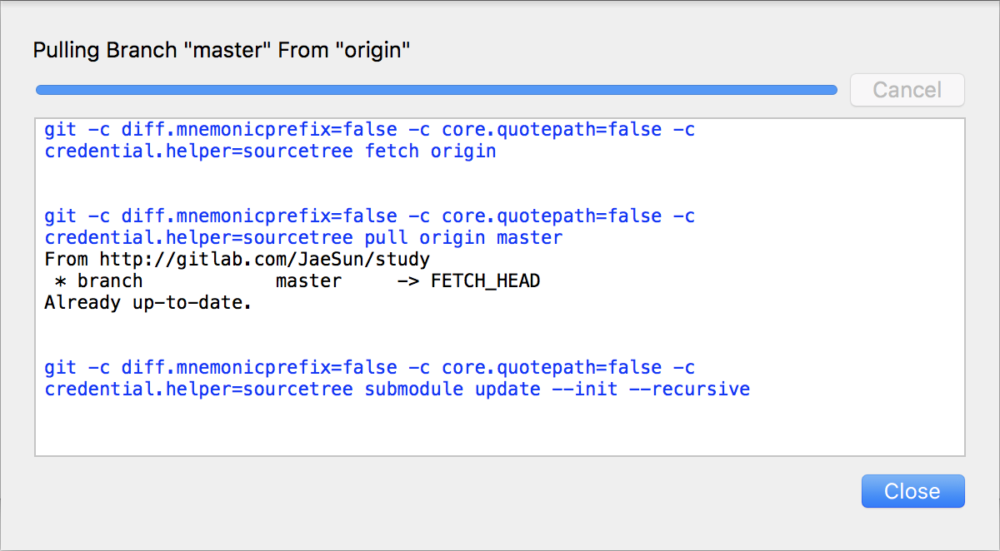 Pulling Branch "master" From "origin"
Cancel
git -c diff.mnemonicprefix=false -c core.quotepath=false -c
credential.helper=sourcetree fetch origin
git -c diff.mnemonicprefix=false -c core.quotepath=false -c
credential.helper=sourcetree pull origin master
From http://gitlab.com/JaeSun/study
 * branch            master     -> FETCH_HEAD
Already up-to-date.
git -c diff.mnemonicprefix=false -c core.quotepath=false -c
credential.helper=sourcetree submodule update --init --recursive
Close